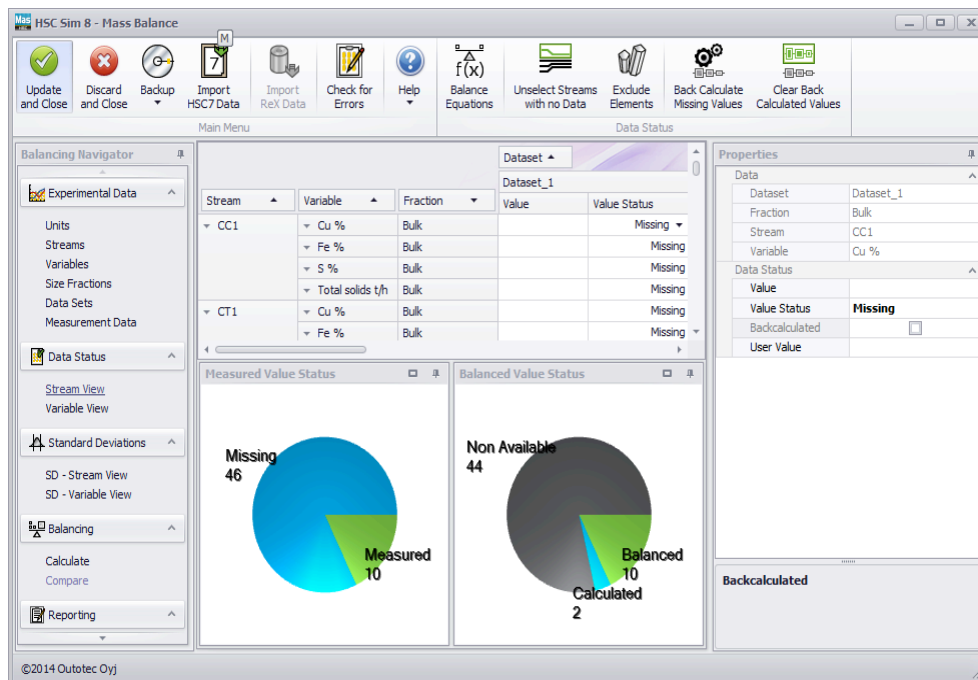 Mas
HSC Sim 8 - Mass Balance
M
7
f(x)
Update and Close
Discard and Close
Backup
Import HSC7 Data
Import ReX Data
Check for Errors
Help
Balance Equations
Unselect Streams with no Data
Exclude Elements
Back Calculate Missing Values
Clear Back Calculated Values
Main Menu
Data Status
Balancing Navigator
Experimental Data
Units
Streams
Variables
Size Fractions
Data Sets
Measurement Data
Data Status
Stream View
Variable View
Standard Deviations
SD - Stream View
SD - Variable View
Balancing
Calculate
Compare
Reporting
Dataset
Dataset_1
Stream Variable Fraction Value Value Status
CC1 Cu % Bulk Missing
Fe % Bulk Missing
S % Bulk Missing
Total solids t/h Bulk Missing
CT1 Cu % Bulk Missing
Fe % Bulk Missing
Measured Value Status
Missing
46
Measured
10
Balanced Value Status
Non Available
44
Balanced
10
Calculated
2
Properties
Data
Dataset Dataset_1
Fraction Bulk
Stream CC1
Variable Cu %
Data Status
Value
Value Status Missing
Backcalculated
User Value
Backcalculated
©2014 Outotec Oyj